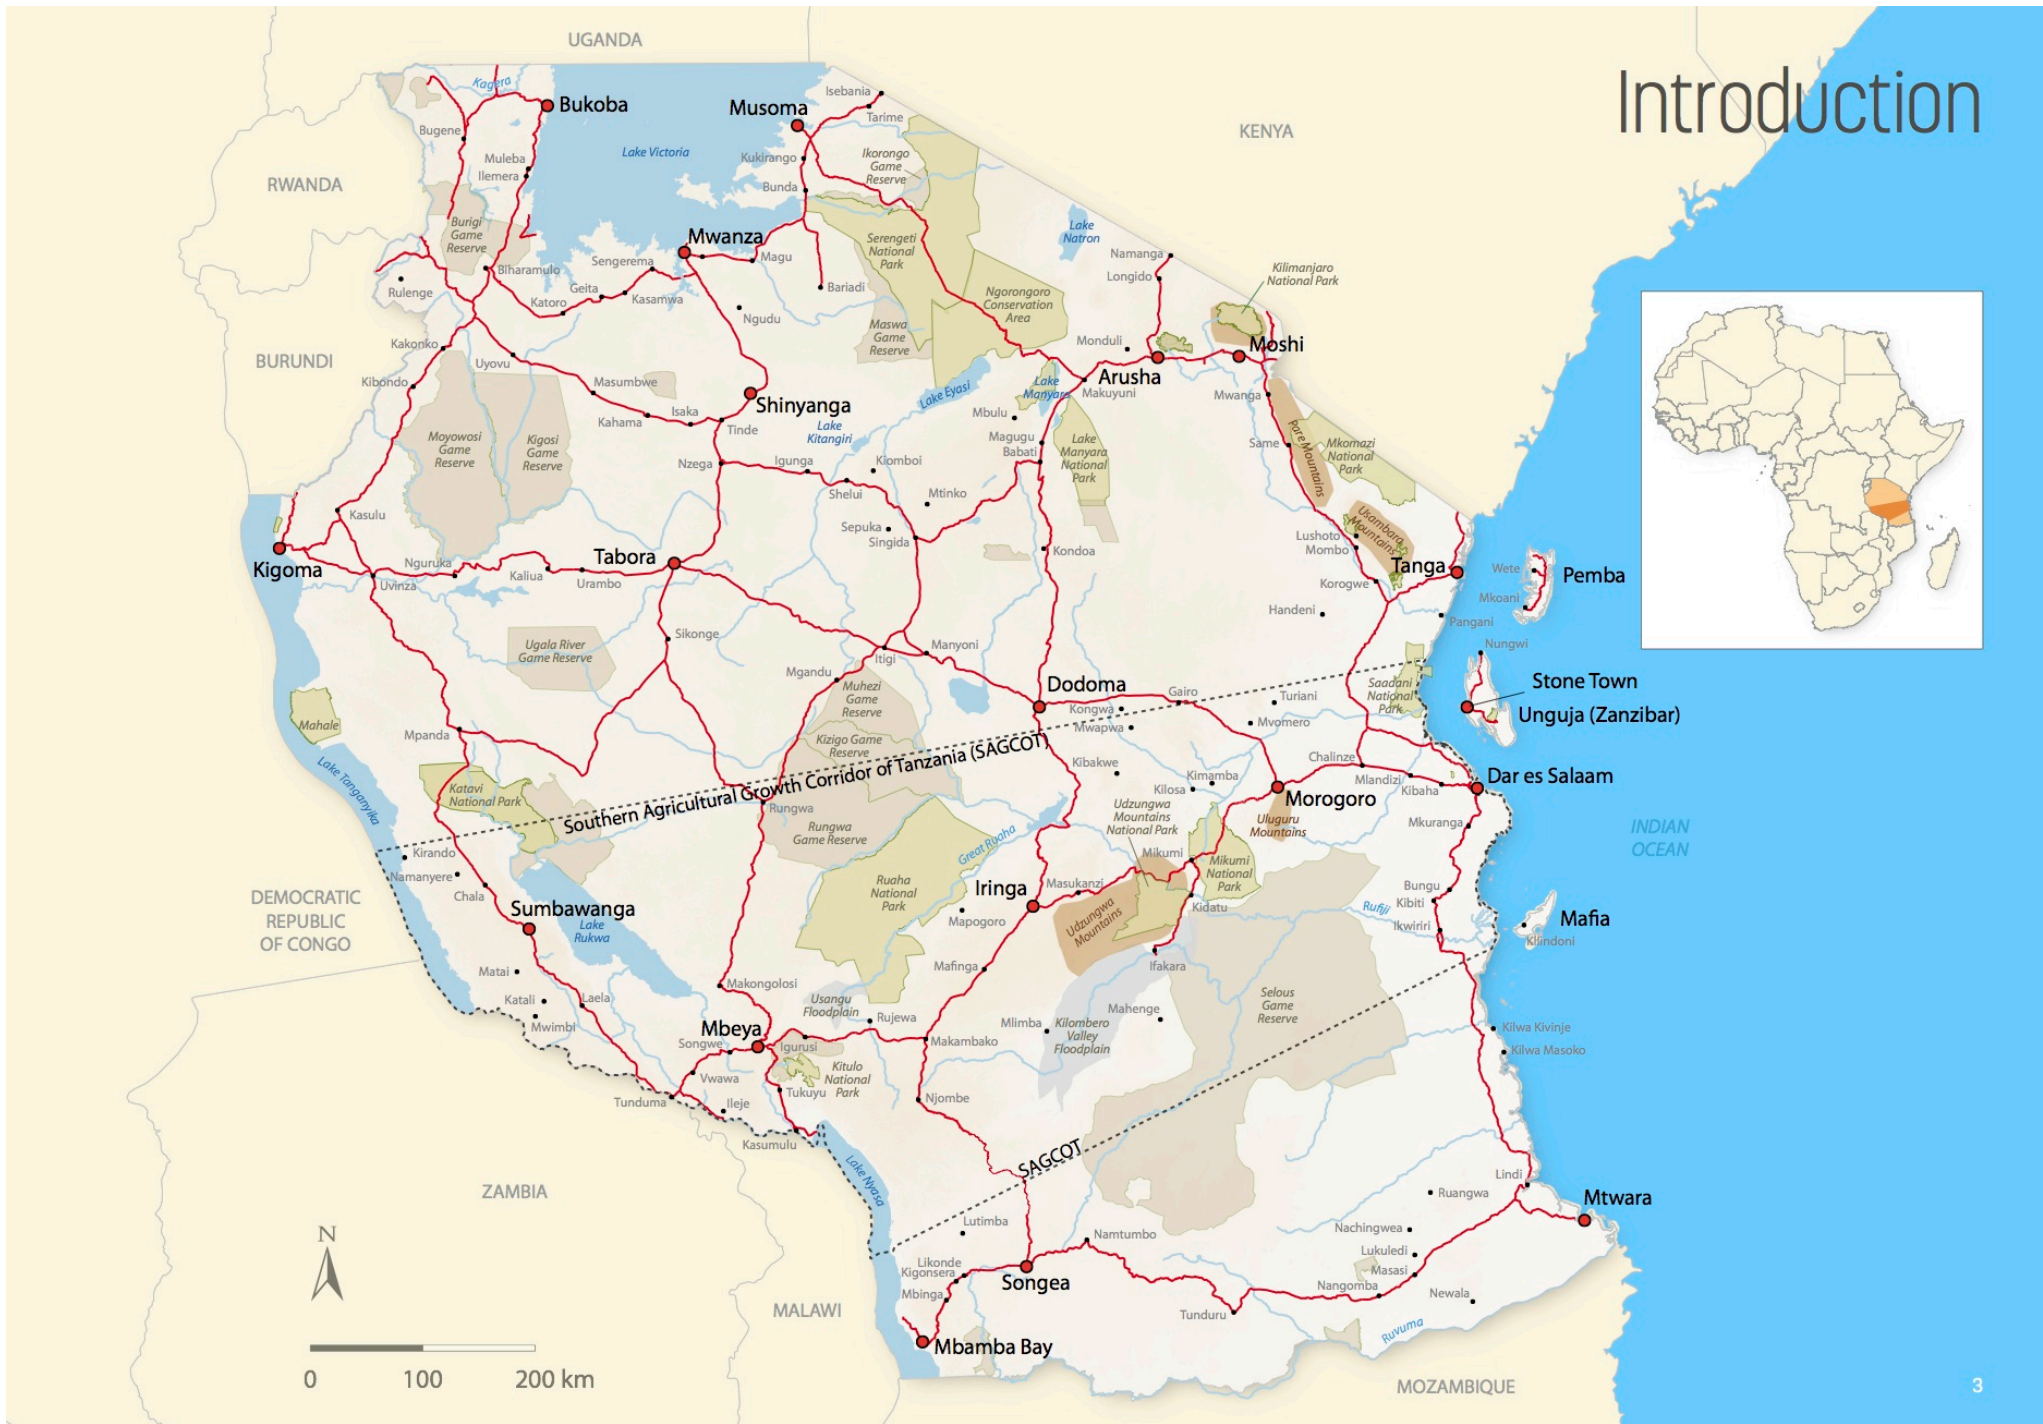 Introduction
UGANDA
KENYA
RWANDA
BURUNDI
DEMOCRATIC
REPUBLIC
OF CONGO
ZAMBIA
MALAWI
MOZAMBIQUE
INDIAN
OCEAN
Kagera
Bukoba
Musoma
Isebania
Tarime
Bugene
Muleba
Ilemera
Lake Victoria
Kukirango
Ikorongo
Game
Reserve
Bunda
Burigi
Game
Reserve
Mwanza
Serengeti
National
Park
Lake
Natron
Namanga
Longido
Kilimanjaro
National Park
Rulenge
Biharamulo
Sengerema
Magu
Geita
Katoro
Kasamwa
Bariadi
Ngudu
Ngorongoro
Conservation
Area
Maswa
Game
Reserve
Monduli
Moshi
Arusha
Kakonko
Uyovu
Kibondo
Masumbwe
Shinyanga
Lake Eyasi
Lake
Manyara
Makuyuni
Mwanga
Kahama
Isaka
Tinde
Lake
Kitangiri
Mbulu
Magugu
Babati
Lake
Manyara
National
Park
Same
Pare Mountains
Mkomazi
National
Park
Moyowosi
Game
Reserve
Kigosi
Game
Reserve
Nzega
Igunga
Kiomboi
Shelui
Mtinko
Sepuka
Singida
Kasulu
Kigoma
Nguruka
Uvinza
Kaliua
Urambo
Tabora
Kondoa
Usambara
Mountains
Lushoto
Mombo
Tanga
Korogwe
Handeni
Pangani
Wete
Mkoani
Pemba
Nungwi
Stone Town
Unguja (Zanzibar)
Ugala River
Game Reserve
Sikonge
Itigi
Manyoni
Mgandu
Muhezi
Game
Reserve
Dodoma
Kongwa
Mwapwa
Gairo
Turiani
Mvomero
Saadani
National
Park
Mahale
Mpanda
Kizigo Game
Reserve
Southern Agricultural Growth Corridor of Tanzania (SAGCOT)
Kibakwe
Kimamba
Kilosa
Chalinze
Mlandizi
Kibaha
Dar es Salaam
Morogoro
Lake Tanganyika
Katavi
National Park
Rungwa
Rungwa
Game Reserve
Great Ruaha
Udzungwa
Mountains
National Park
Uluguru
Mountains
Mkuranga
Kirando
Namanyere
Chala
Sumbawanga
Lake
Rukwa
Ruaha
National
Park
Iringa
Masukanzi
Mikumi
Mikumi
National
Park
Mapogoro
Udzungwa
Mountains
Kidatu
Bungu
Kibiti
Rufiji
Ikwiriri
Mafia
Kilindoni
Matai
Katali
Mwimbi
Laela
Makongolosi
Mafinga
Ifakara
Usangu
Floodplain
Rujewa
Mlimba
Kilombero
Valley
Floodplain
Mahenge
Selous
Game
Reserve
Kilwa Kivinje
Kilwa Masoko
Mbeya
Songwe
Igurusi
Makambako
Vwawa
Tukuyu
Kitulo
National
Park
Tunduma
Ileje
Kasumulu
Njombe
Lake Nyasa
SAGCOT
Lindi
Ruangwa
Mtwara
Lutimba
Namtumbo
Nachingwea
Likonde
Kigonsera
Songea
Lukuledi
Masasi
Nangomba
Newala
Mbinga
Tunduru
Ruvuma
Mbamba Bay
N
0 100 200 km
3